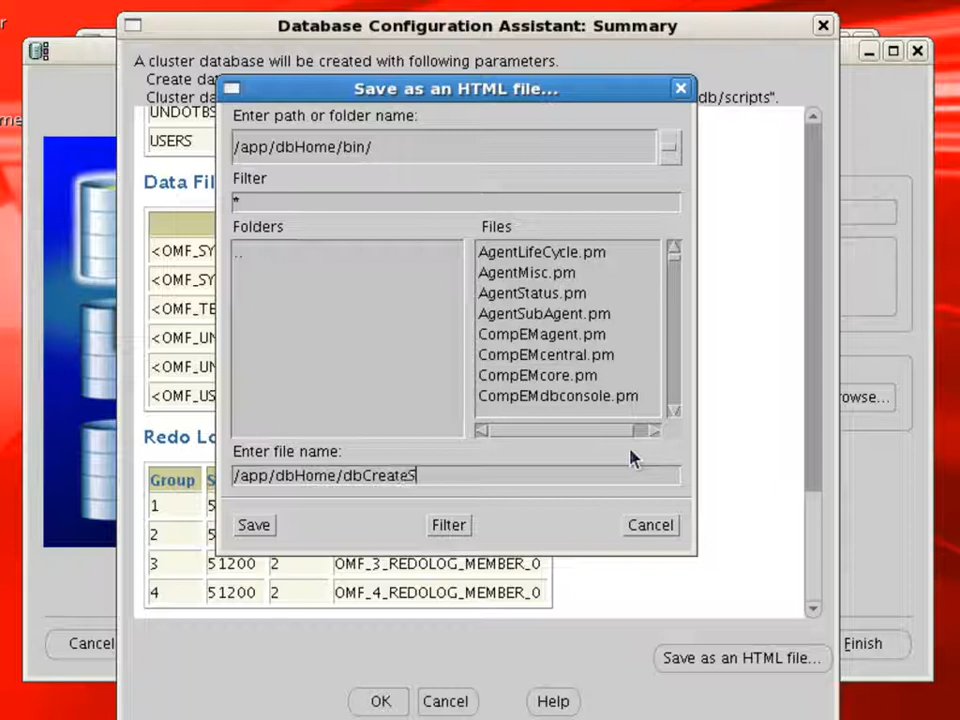 Database Configuration Assistant: Summary
A cluster database will be created with following parameters.
Create da
Cluster da
db/scripts".
Save as an HTML file...
Enter path or folder name:
/app/dbHome/bin/
Filter
*
Folders
Files
..
AgentLifeCycle.pm
AgentMisc.pm
AgentStatus.pm
AgentSubAgent.pm
CompEMagent.pm
CompEMcentral.pm
CompEMcore.pm
CompEMdbconsole.pm
Enter file name:
/app/dbHome/dbCreateS
Save
Filter
Cancel
UNDOTBS
USERS
Data Fil
<OMF_SY
<OMF_SY
<OMF_TE
<OMF_UN
<OMF_UN
<OMF_US
rowse...
Redo Lo
Group S
1 5
2 5
3 51200 2 OMF_3_REDOLOG_MEMBER_0
4 51200 2 OMF_4_REDOLOG_MEMBER_0
Cancel
Finish
Save as an HTML file...
OK
Cancel
Help